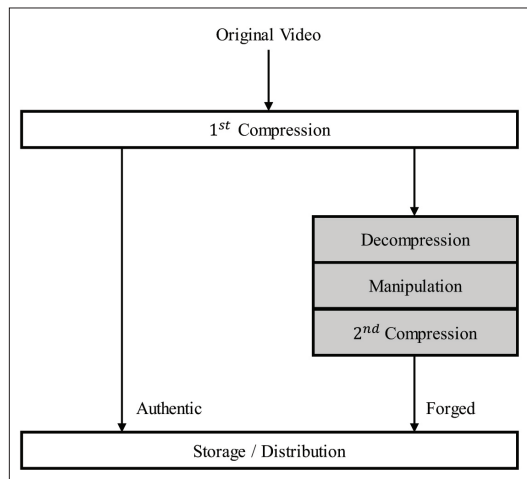 Original Video
1st Compression
Decompression
Manipulation
2nd Compression
Authentic
Forged
Storage / Distribution